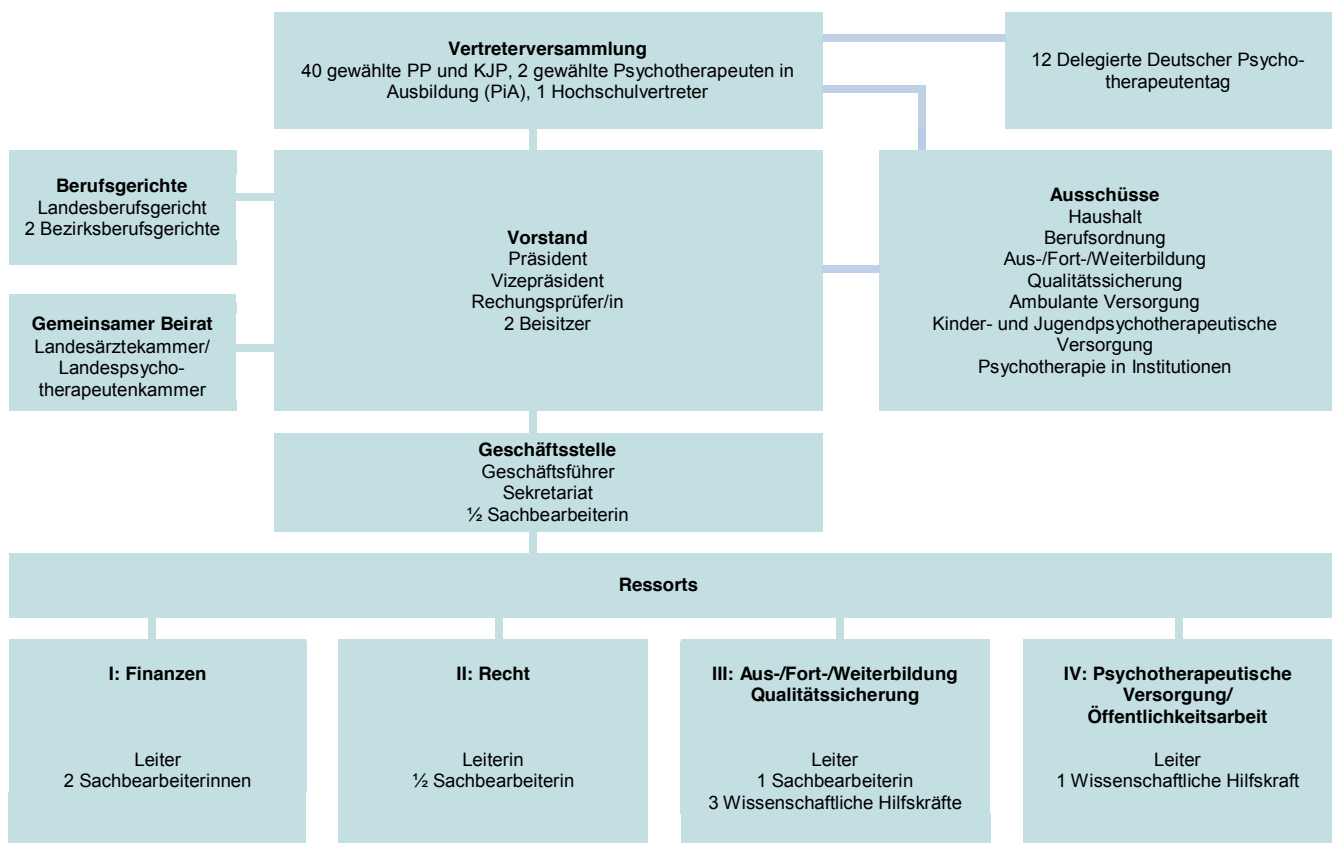 Vertreterversammlung
40 gewählte PP und KJP, 2 gewählte Psychotherapeuten in
Ausbildung (PiA), 1 Hochschulvertreter
12 Delegierte Deutscher Psycho-
therapeutentag
Berufsgerichte
Landesberufsgericht
2 Bezirksberufsgerichte
Gemeinsamer Beirat
Landesärztekammer/
Landespsycho-
therapeutenkammer
Vorstand
Präsident
Vizepräsident
Rechungsprüfer/in
2 Beisitzer
Ausschüsse
Haushalt
Berufsordnung
Aus-/Fort-/Weiterbildung
Qualitätssicherung
Ambulante Versorgung
Kinder- und Jugendpsychotherapeutische
Versorgung
Psychotherapie in Institutionen
Geschäftsstelle
Geschäftsführer
Sekretariat
½ Sachbearbeiterin
Ressorts
I: Finanzen
Leiter
2 Sachbearbeiterinnen
II: Recht
Leiterin
½ Sachbearbeiterin
III: Aus-/Fort-/Weiterbildung
Qualitätssicherung
Leiter
1 Sachbearbeiterin
3 Wissenschaftliche Hilfskräfte
IV: Psychotherapeutische
Versorgung/
Öffentlichkeitsarbeit
Leiter
1 Wissenschaftliche Hilfskraft